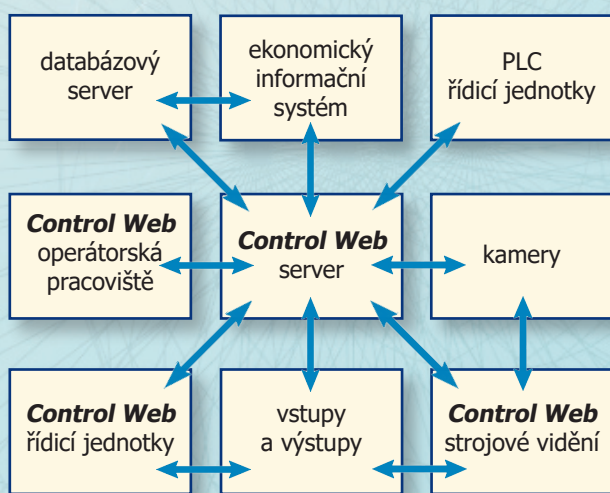 databázový
server
ekonomický
informační
systém
PLC
řídicí jednotky
Control Web
operátorská
pracoviště
Control Web
server
kamery
Control Web
řídicí jednotky
vstupy
a výstupy
Control Web
strojové vidění